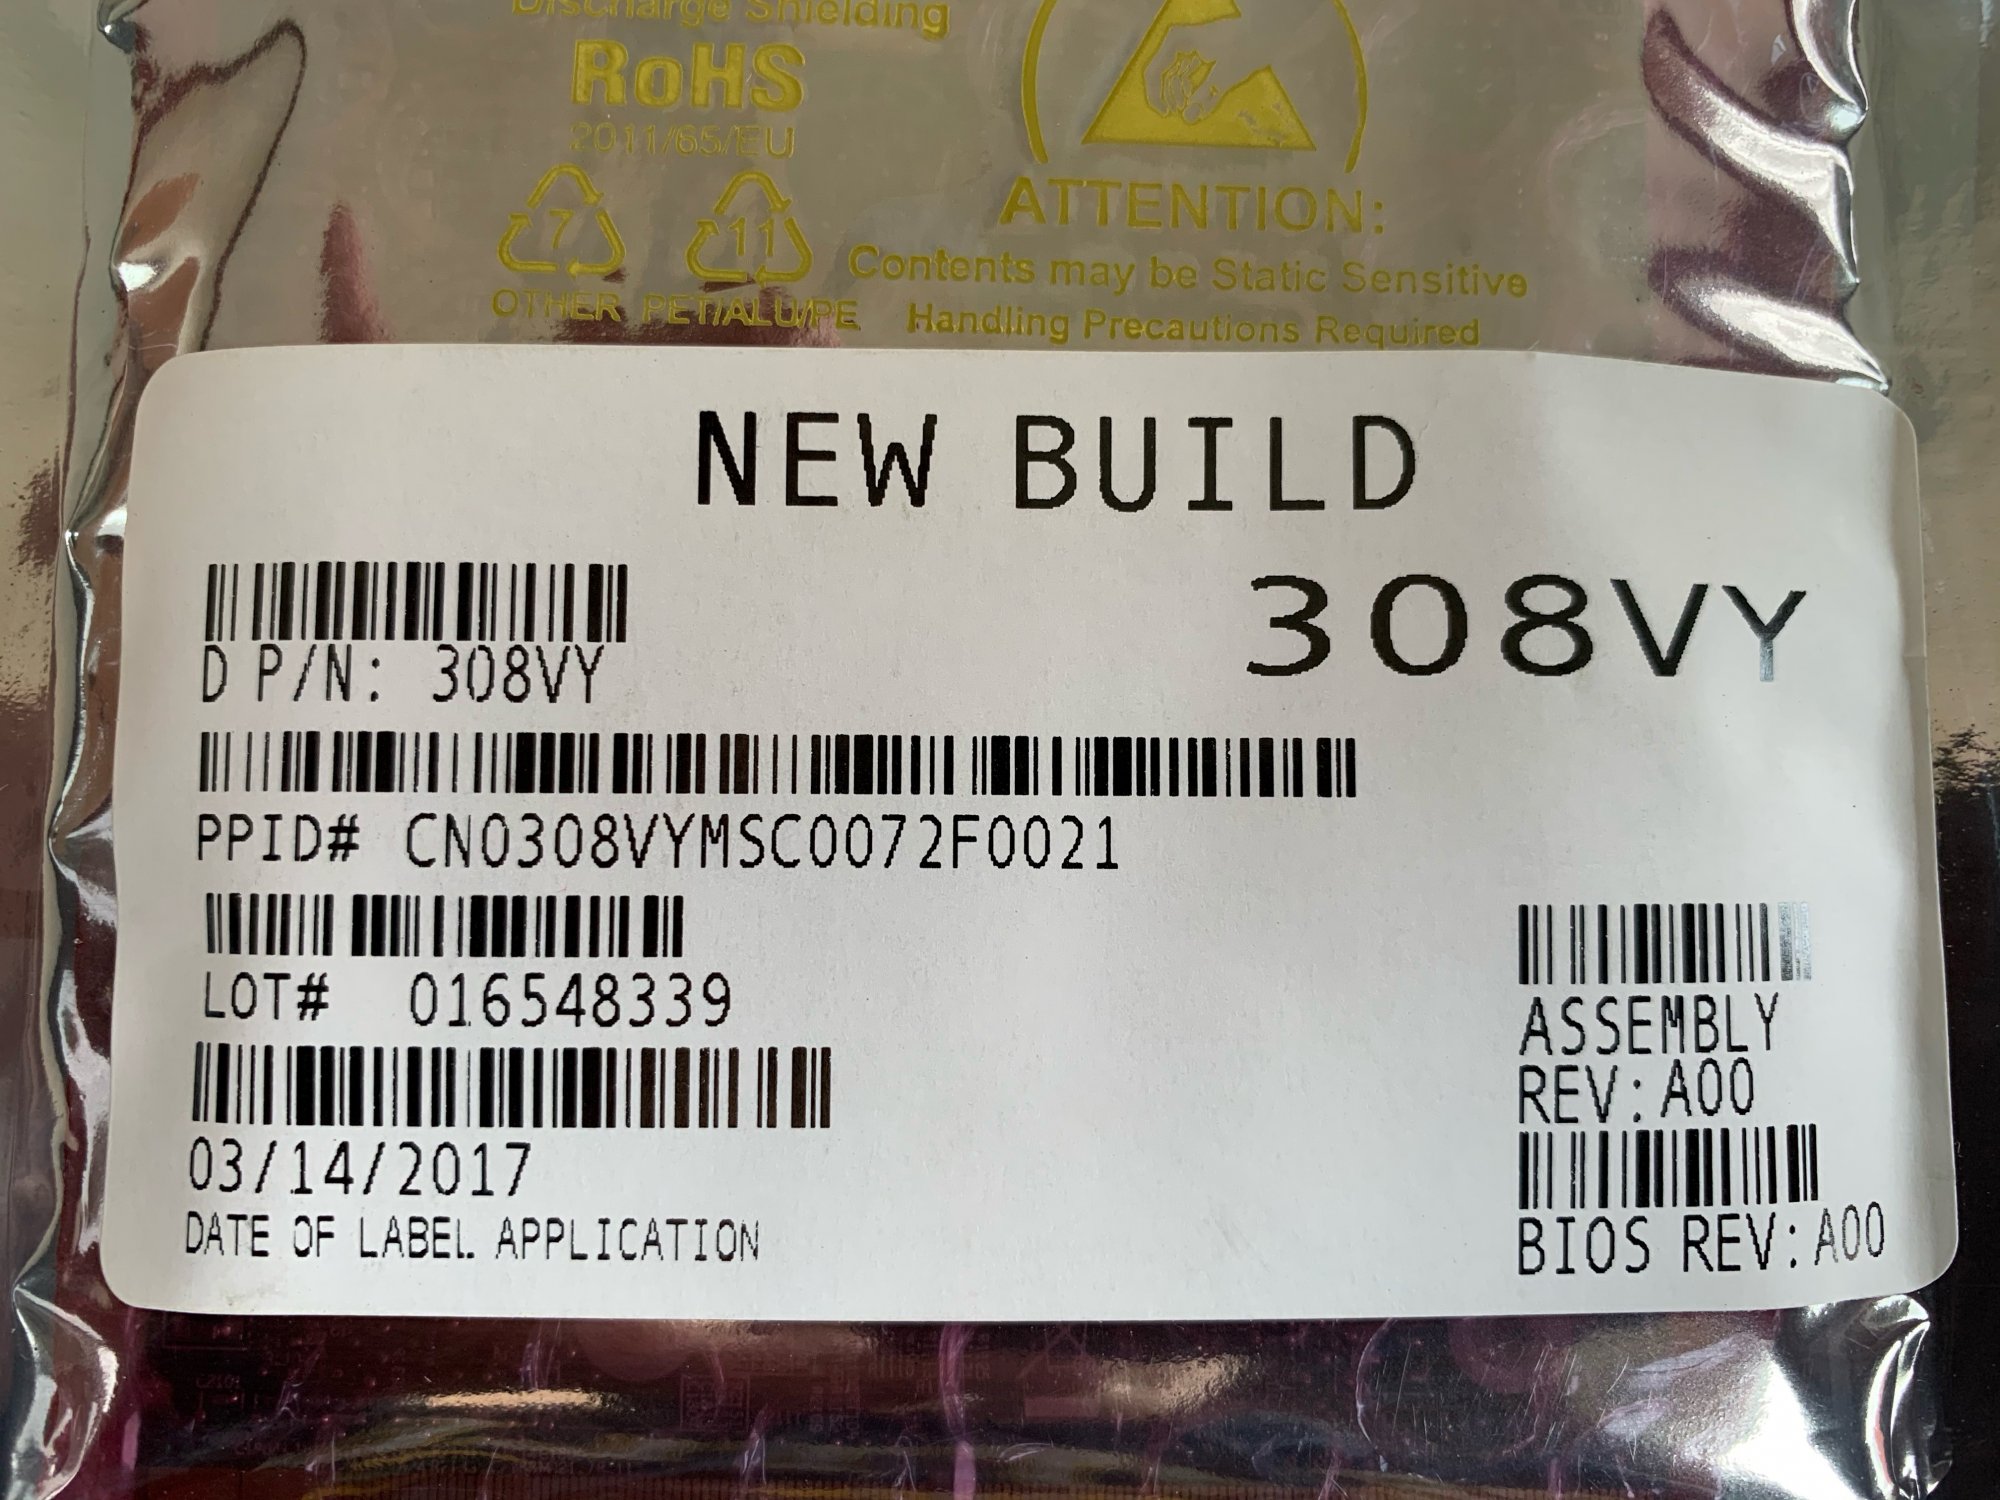 Discharge Shielding
RoHS
2011/65/EU
7
11
OTHER PET/ALU/PE
ATTENTION:
Contents may be Static Sensitive
Handling Precautions Required
NEW BUILD
308VY
D P/N: 308VY
PPID# CN0308VYMSC0072F0021
LOT# 016548339
03/14/2017
DATE OF LABEL APPLICATION
ASSEMBLY
REV:A00
BIOS REV:A00